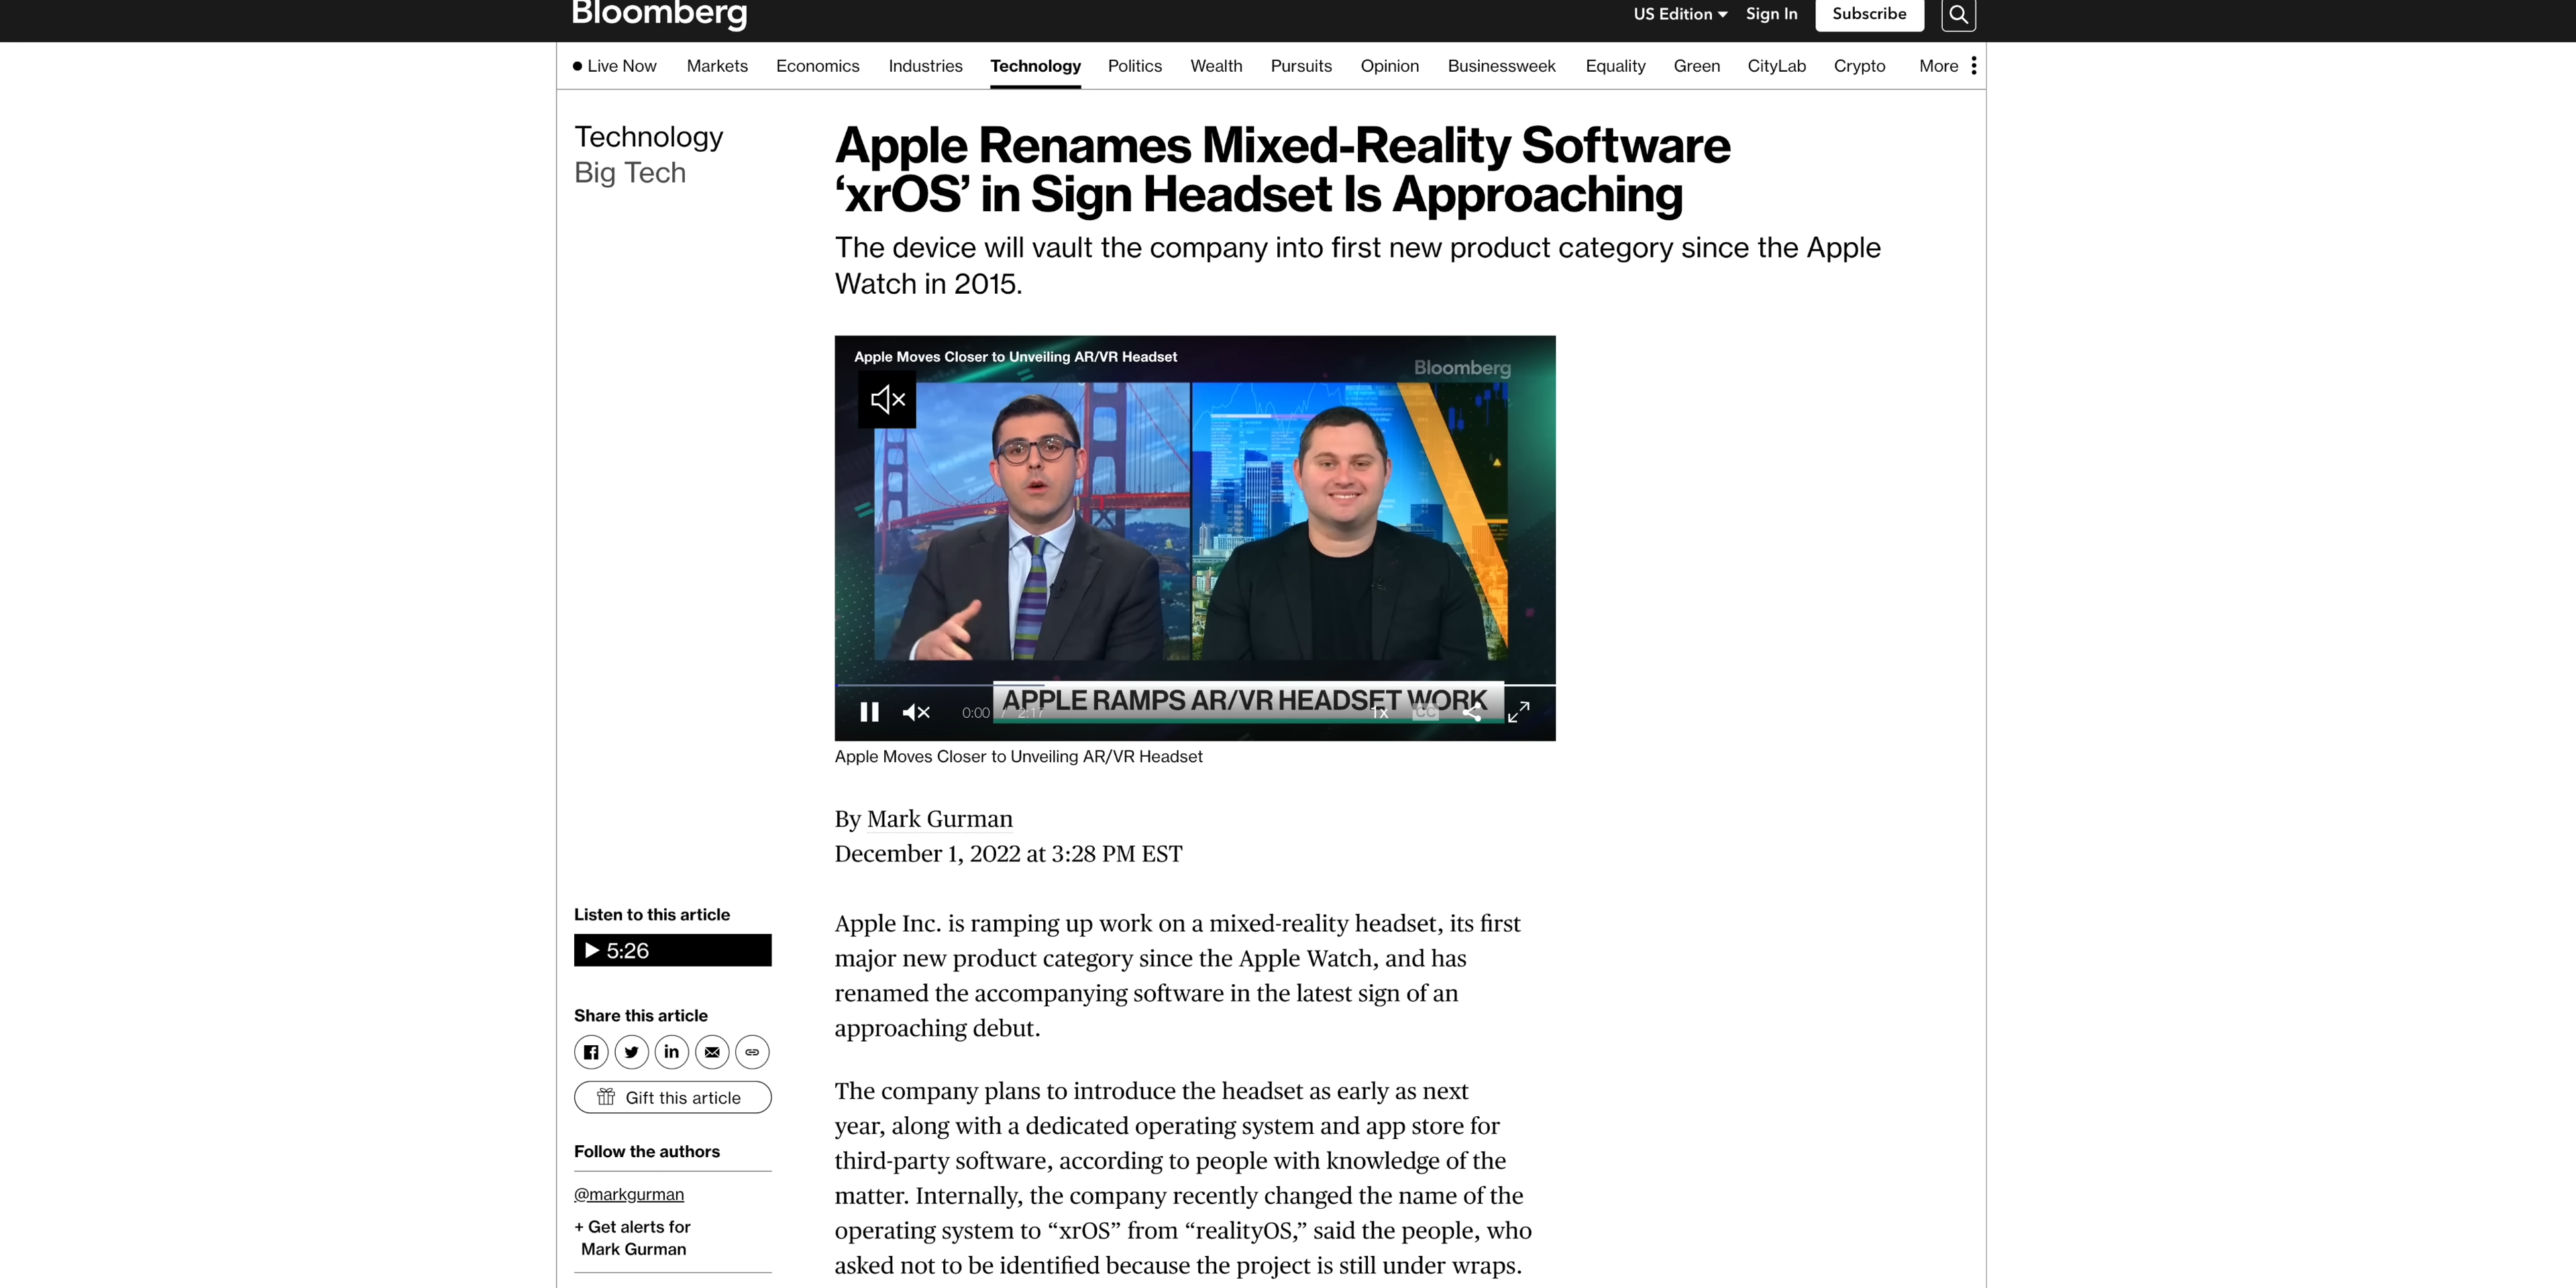 Bloomberg
US Edition
Sign In
Subscribe
Live Now
Markets
Economics
Industries
Technology
Politics
Wealth
Pursuits
Opinion
Businessweek
Equality
Green
CityLab
Crypto
More
Technology
Big Tech
Apple Renames Mixed-Reality Software
‘xrOS’ in Sign Headset Is Approaching
The device will vault the company into first new product category since the Apple
Watch in 2015.
Apple Moves Closer to Unveiling AR/VR Headset
Bloomberg
APPLE RAMPS AR/VR HEADSET WORK
0:00 / 2:17
1x
CC
Apple Moves Closer to Unveiling AR/VR Headset
By Mark Gurman
December 1, 2022 at 3:28 PM EST
Listen to this article
5:26
Share this article
Gift this article
Follow the authors
@markgurman
+ Get alerts for
Mark Gurman
Apple Inc. is ramping up work on a mixed-reality headset, its first
major new product category since the Apple Watch, and has
renamed the accompanying software in the latest sign of an
approaching debut.
The company plans to introduce the headset as early as next
year, along with a dedicated operating system and app store for
third-party software, according to people with knowledge of the
matter. Internally, the company recently changed the name of the
operating system to “xrOS” from “realityOS,” said the people, who
asked not to be identified because the project is still under wraps.